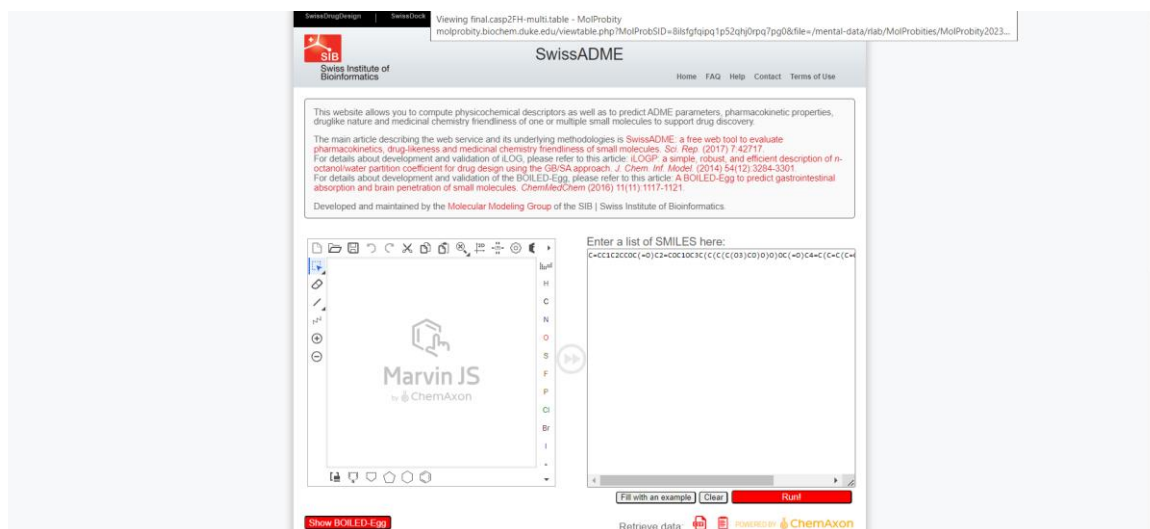 SwissDrugDesign SwissDock
Viewing final.casp2FH-multi.table - MolProbity
molprobity.biochem.duke.edu/viewtable.php?MolProbSID=8ilsfgfqipq1p52qhj0rpq7pg0&file=/mental-data/rlab/MolProbities/MolProbity2023...
SIB
Swiss Institute of
Bioinformatics
SwissADME
Home FAQ Help Contact Terms of Use
This website allows you to compute physicochemical descriptors as well as to predict ADME parameters, pharmacokinetic properties,
druglike nature and medicinal chemistry friendliness of one or multiple small molecules to support drug discovery.
The main article describing the web service and its underlying methodologies is SwissADME: a free web tool to evaluate
pharmacokinetics, drug-likeness and medicinal chemistry friendliness of small molecules. Sci. Rep. (2017) 7:42717.
For details about development and validation of iLOG, please refer to this article: iLOGP: a simple, robust, and efficient description of n-
octanol/water partition coefficient for drug design using the GB/SA approach. J. Chem. Inf. Model. (2014) 54(12):3284-3301.
For details about development and validation of the BOILED-Egg, please refer to this article: A BOILED-Egg to predict gastrointestinal
absorption and brain penetration of small molecules. ChemMedChem (2016) 11(11):1117-1121.
Developed and maintained by the Molecular Modeling Group of the SIB | Swiss Institute of Bioinformatics.
Enter a list of SMILES here:
C=CC1C2CCOC(=O)C2=COC1OC3C(C(C(C(O3)CO)O)O)OC(=O)C4=C(C=C(C=
H
C
N
O
S
F
P
Cl
Br
I
Marvin JS
by ChemAxon
Fill with an example Clear Run!
Show BOILED-Egg
Retrieve data: POWERED BY ChemAxon